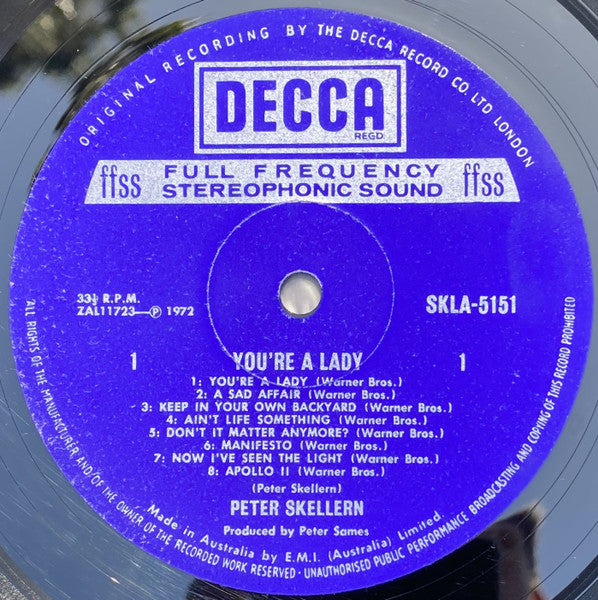 ORIGINAL RECORDING BY THE DECCA RECORD CO. LTD LONDON
DECCA
REGD
ffss FULL FREQUENCY STEREOPHONIC SOUND ffss
33⅓ R.P.M.
ZAL11723—Ⓟ 1972
SKLA-5151
1 YOU'RE A LADY 1
1: YOU'RE A LADY (Warner Bros.)
2: A SAD AFFAIR (Warner Bros.)
3: KEEP IN YOUR OWN BACKYARD (Warner Bros.)
4: AIN'T LIFE SOMETHING (Warner Bros.)
5: DON'T IT MATTER ANYMORE? (Warner Bros.)
6: MANIFESTO (Warner Bros.)
7: NOW I'VE SEEN THE LIGHT (Warner Bros.)
8: APOLLO II (Warner Bros.)
(Peter Skellern)
PETER SKELLERN
Produced by Peter Sames
Made in Australia by E.M.I. (Australia) Limited
ALL RIGHTS OF THE MANUFACTURER AND/OF THE OWNER OF THE RECORDED WORK RESERVED · UNAUTHORISED PUBLIC PERFORMANCE BROADCASTING AND COPYING OF THIS RECORD PROHIBITED